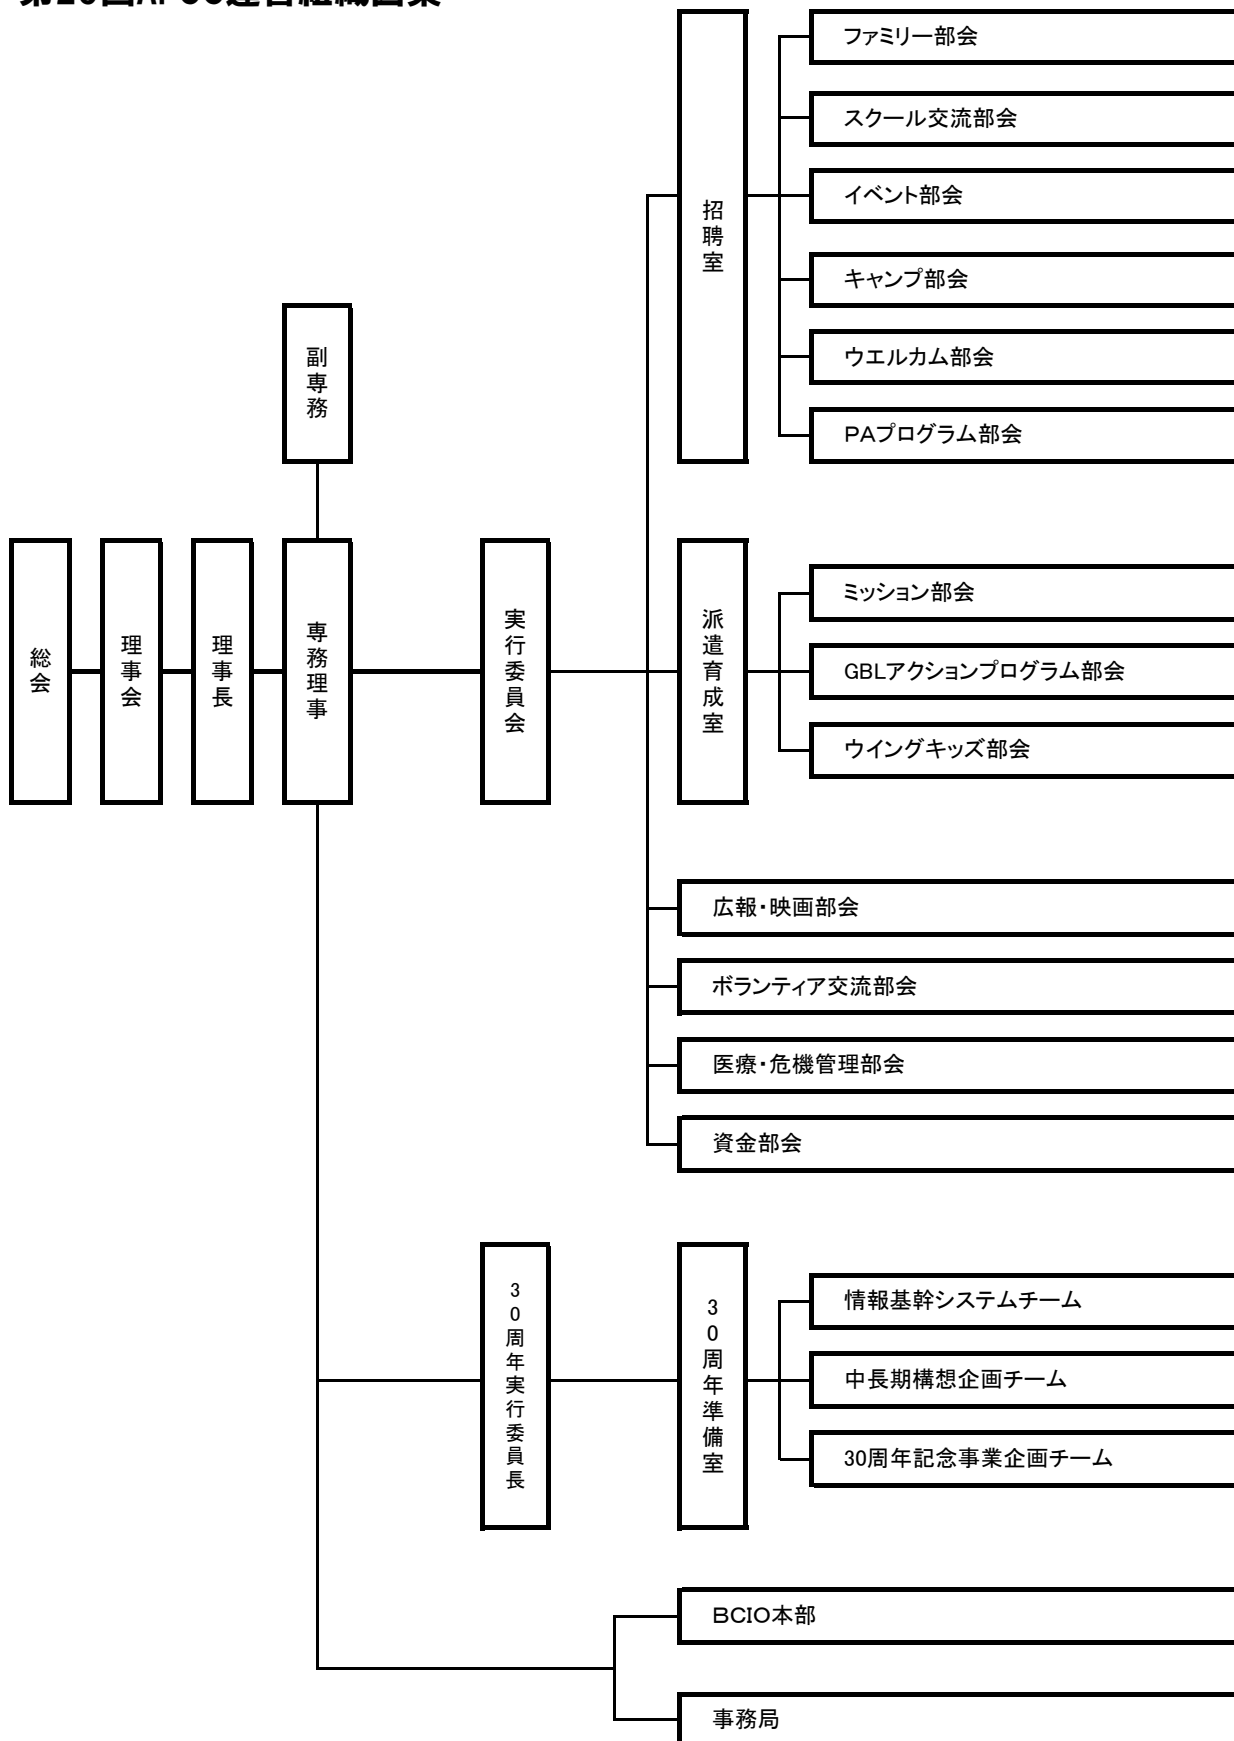 ファミリー部会
スクール交流部会
イベント部会
招聘室
キャンプ部会
副専務
ウエルカム部会
PAプログラム部会
総会
理事会
理事長
専務理事
実行委員会
派遣育成室
ミッション部会
GBLアクションプログラム部会
ウイングキッズ部会
広報・映画部会
ボランティア交流部会
医療・危機管理部会
資金部会
30周年実行委員長
30周年準備室
情報基幹システムチーム
中長期構想企画チーム
30周年記念事業企画チーム
BCIO本部
事務局